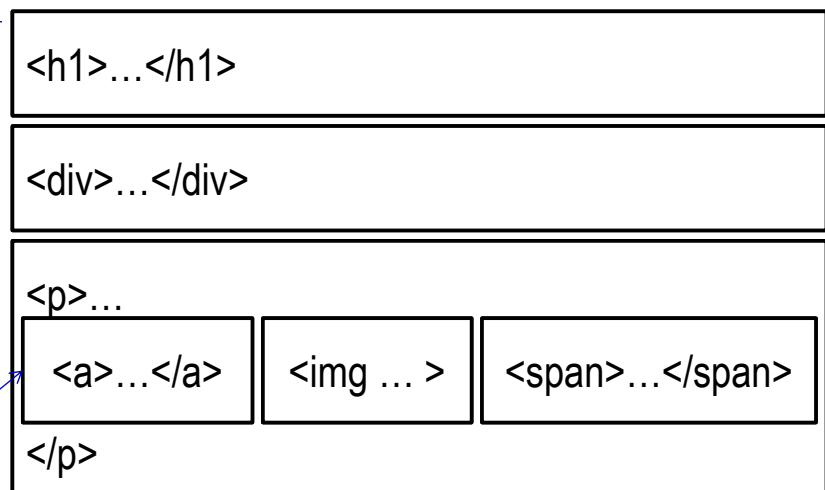 <h1>…</h1>
<div>…</div>
<p>…
<a>…</a> <img … > <span>…</span>
</p>